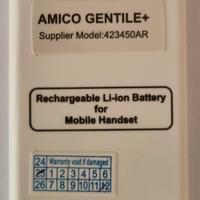 AMICO GENTILE+
Supplier Model:423450AR
Rechargeable Li-ion Battery
for
Mobile Handset
24 Warranty void if damaged
25 1 2 3 4 5 6
26 7 8 9 10 11 12